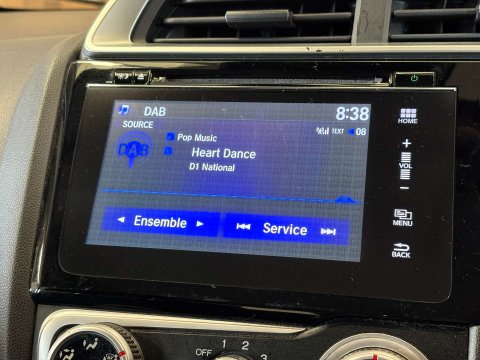 DAB
8:38
SOURCE
TEXT 08
DAB
Pop Music
Heart Dance
D1 National
Ensemble
Service
HOME
+
VOL
−
MENU
BACK
OFF 1 2 3